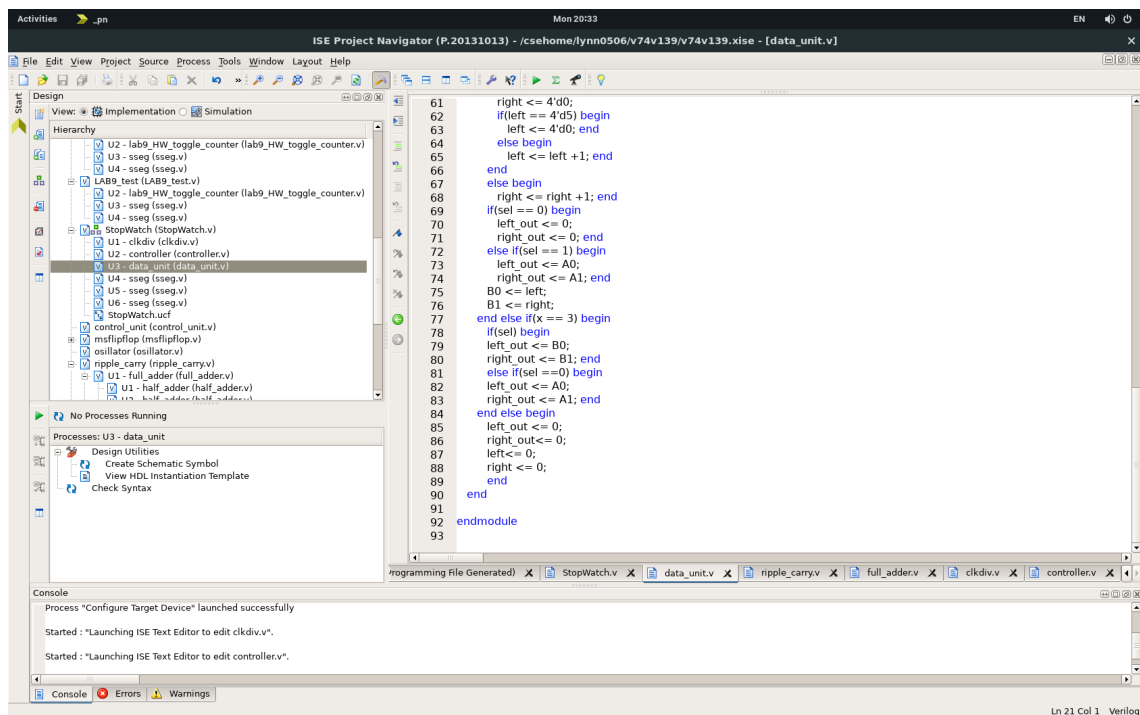 Activities
_pn
Mon 20:33
EN
ISE Project Navigator (P.20131013) - /csehome/lynn0506/v74v139/v74v139.xise - [data_unit.v]
File Edit View Project Source Process Tools Window Layout Help
Start
Design
View: Implementation Simulation
Hierarchy
U2 - lab9_HW_toggle_counter (lab9_HW_toggle_counter.v)
U3 - sseg (sseg.v)
U4 - sseg (sseg.v)
LAB9_test (LAB9_test.v)
U2 - lab9_HW_toggle_counter (lab9_HW_toggle_counter.v)
U3 - sseg (sseg.v)
U4 - sseg (sseg.v)
StopWatch (StopWatch.v)
U1 - clkdiv (clkdiv.v)
U2 - controller (controller.v)
U3 - data_unit (data_unit.v)
U4 - sseg (sseg.v)
U5 - sseg (sseg.v)
U6 - sseg (sseg.v)
StopWatch.ucf
control_unit (control_unit.v)
msflipflop (msflipflop.v)
osillator (osillator.v)
ripple_carry (ripple_carry.v)
U1 - full_adder (full_adder.v)
U1 - half_adder (half_adder.v)
No Processes Running
Processes: U3 - data_unit
Design Utilities
Create Schematic Symbol
View HDL Instantiation Template
Check Syntax
61 right <= 4'd0;
62 if(left == 4'd5) begin
63 left <= 4'd0; end
64 else begin
65 left <= left +1; end
66 end
67 else begin
68 right <= right +1; end
69 if(sel == 0) begin
70 left_out <= 0;
71 right_out <= 0; end
72 else if(sel == 1) begin
73 left_out <= A0;
74 right_out <= A1; end
75 B0 <= left;
76 B1 <= right;
77 end else if(x == 3) begin
78 if(sel) begin
79 left_out <= B0;
80 right_out <= B1; end
81 else if(sel ==0) begin
82 left_out <= A0;
83 right_out <= A1; end
84 end else begin
85 left_out <= 0;
86 right_out<= 0;
87 left<= 0;
88 right <= 0;
89 end
90 end
91
92 endmodule
93
rogramming File Generated) StopWatch.v data_unit.v ripple_carry.v full_adder.v clkdiv.v controller.v
Console
Process "Configure Target Device" launched successfully
Started : "Launching ISE Text Editor to edit clkdiv.v".
Started : "Launching ISE Text Editor to edit controller.v".
Console Errors Warnings
Ln 21 Col 1 Verilog